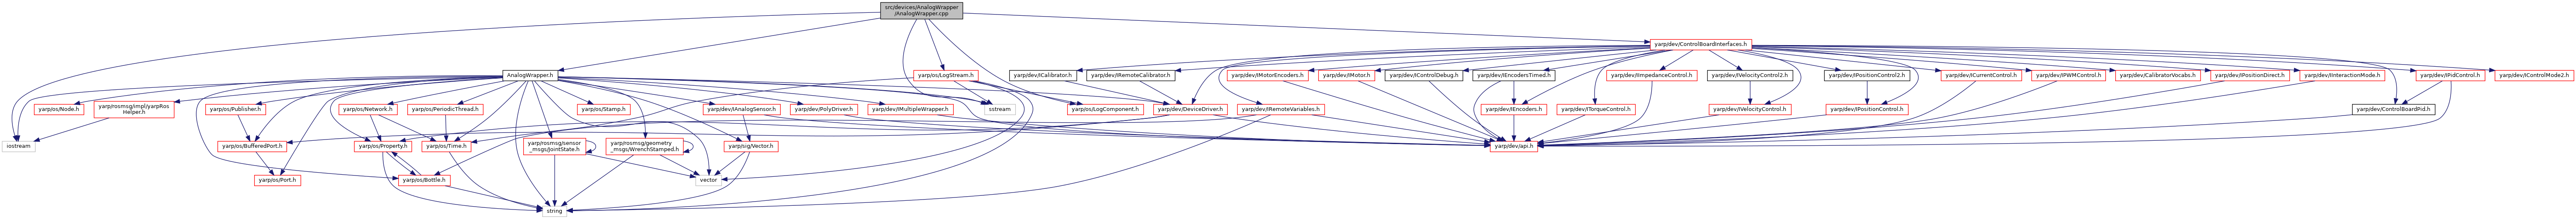 src/devices/AnalogWrapper
/AnalogWrapper.cpp
yarp/dev/ControlBoardInterfaces.h
AnalogWrapper.h
yarp/os/LogStream.h
yarp/dev/ICalibrator.h
yarp/dev/IRemoteCalibrator.h
yarp/dev/IMotorEncoders.h
yarp/dev/IMotor.h
yarp/dev/IControlDebug.h
yarp/dev/IEncodersTimed.h
yarp/dev/ImpedanceControl.h
yarp/dev/IVelocityControl2.h
yarp/dev/IPositionControl2.h
yarp/dev/ICurrentControl.h
yarp/dev/IPWMControl.h
yarp/dev/CalibratorVocabs.h
yarp/dev/IPositionDirect.h
yarp/dev/IInteractionMode.h
yarp/dev/IPidControl.h
yarp/dev/IControlMode2.h
yarp/os/Node.h
yarp/rosmsg/impl/yarpRos
Helper.h
yarp/os/Publisher.h
yarp/os/Network.h
yarp/os/PeriodicThread.h
yarp/os/Stamp.h
yarp/dev/IAnalogSensor.h
yarp/dev/PolyDriver.h
yarp/dev/IMultipleWrapper.h
sstream
yarp/os/LogComponent.h
yarp/dev/DeviceDriver.h
yarp/dev/IRemoteVariables.h
yarp/dev/IEncoders.h
yarp/dev/ITorqueControl.h
yarp/dev/IVelocityControl.h
yarp/dev/IPositionControl.h
yarp/dev/ControlBoardPid.h
iostream
yarp/os/BufferedPort.h
yarp/os/Property.h
yarp/os/Time.h
yarp/rosmsg/sensor
_msgs/JointState.h
yarp/rosmsg/geometry
_msgs/WrenchStamped.h
yarp/sig/Vector.h
yarp/dev/api.h
yarp/os/Port.h
yarp/os/Bottle.h
vector
string